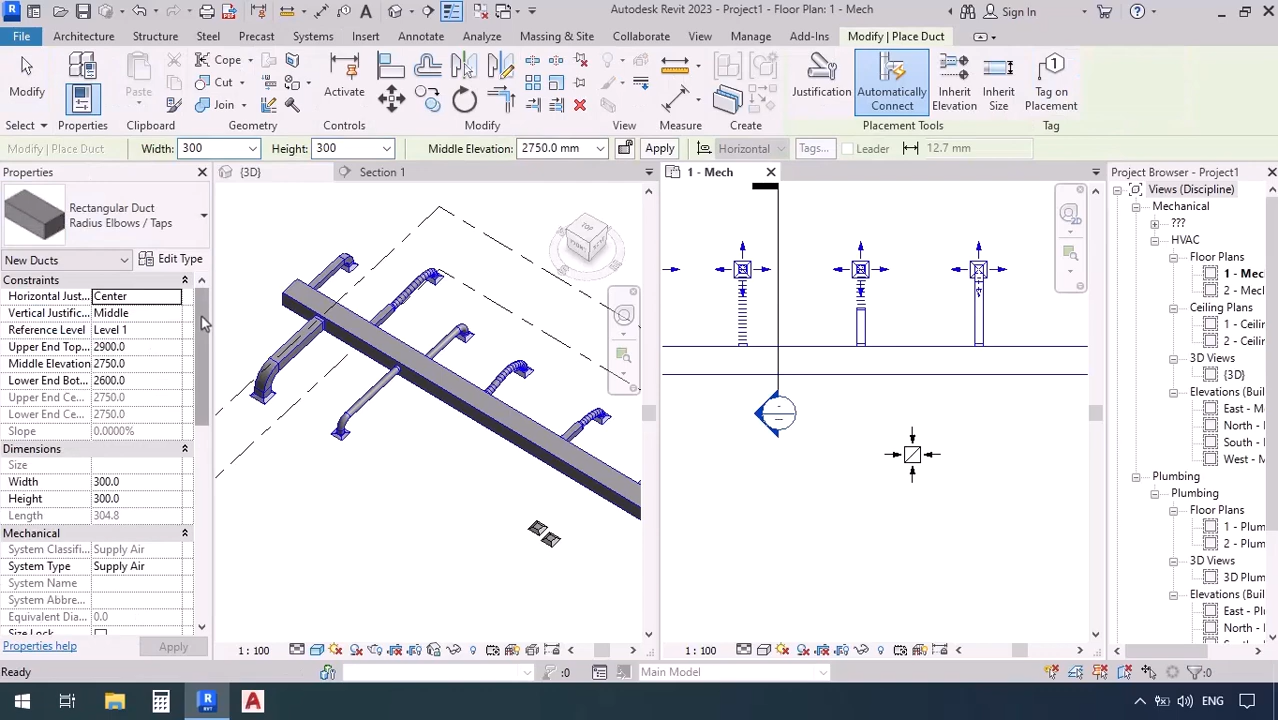 Autodesk Revit 2023 - Project1 - Floor Plan: 1 - Mech
Sign In
File Architecture Structure Steel Precast Systems Insert Annotate Analyze Massing & Site Collaborate View Manage Add-Ins Modify | Place Duct
Modify
Select
Properties
Paste
Clipboard
Cope
Cut
Join
Geometry
Activate
Controls
Modify
View
Measure
Create
Justification
Automatically Connect
Inherit Elevation
Inherit Size
Placement Tools
Tag on Placement
Tag
Modify | Place Duct Width: 300 Height: 300 Middle Elevation: 2750.0 mm Apply Horizontal Tags... Leader 12.7 mm
Properties
{3D}
Section 1
1 - Mech
Project Browser - Project1
Rectangular Duct
Radius Elbows / Taps
New Ducts Edit Type
Constraints
Horizontal Just... Center
Vertical Justific... Middle
Reference Level Level 1
Upper End Top... 2900.0
Middle Elevation 2750.0
Lower End Bot... 2600.0
Upper End Ce... 2750.0
Lower End Ce... 2750.0
Slope 0.0000%
Dimensions
Size
Width 300.0
Height 300.0
Length 304.8
Mechanical
System Classifi... Supply Air
System Type Supply Air
System Name
System Abbre...
Equivalent Dia... 0.0
Size Lock
Properties help Apply
TOP
2D
Views (Discipline)
Mechanical
???
HVAC
Floor Plans
1 - Mec
2 - Mec
Ceiling Plans
1 - Ceilin
2 - Ceilin
3D Views
{3D}
Elevations (Buil
East - M
North -
South -
West - M
Plumbing
Plumbing
Floor Plans
1 - Plum
2 - Plum
3D Views
3D Plum
Elevations (Buil
East - Pl
North -
1 : 100
1 : 100
Ready
:0
Main Model
:0
ENG